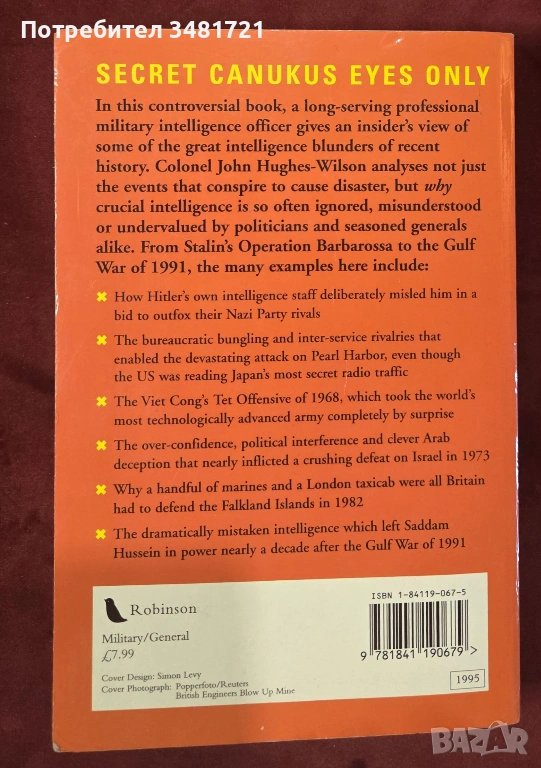 Потребител 3481721
SECRET CANUKUS EYES ONLY
In this controversial book, a long-serving professional
military intelligence officer gives an insider's view of
some of the great intelligence blunders of recent
history. Colonel John Hughes-Wilson analyses not just
the events that conspire to cause disaster, but why
crucial intelligence is so often ignored, misunderstood
or undervalued by politicians and seasoned generals
alike. From Stalin's Operation Barbarossa to the Gulf
War of 1991, the many examples here include:
How Hitler's own intelligence staff deliberately misled him in a
bid to outfox their Nazi Party rivals
The bureaucratic bungling and inter-service rivalries that
enabled the devastating attack on Pearl Harbor, even though
the US was reading Japan's most secret radio traffic
The Viet Cong's Tet Offensive of 1968, which took the world's
most technologically advanced army completely by surprise
The over-confidence, political interference and clever Arab
deception that nearly inflicted a crushing defeat on Israel in 1973
Why a handful of marines and a London taxicab were all Britain
had to defend the Falkland Islands in 1982
The dramatically mistaken intelligence which left Saddam
Hussein in power nearly a decade after the Gulf War of 1991
Robinson
Military/General
£7.99
Cover Design: Simon Levy
Cover Photograph: Popperfoto/Reuters
British Engineers Blow Up Mine
ISBN 1-84119-067-5
9 781841 190679 >
1995
BAZAR